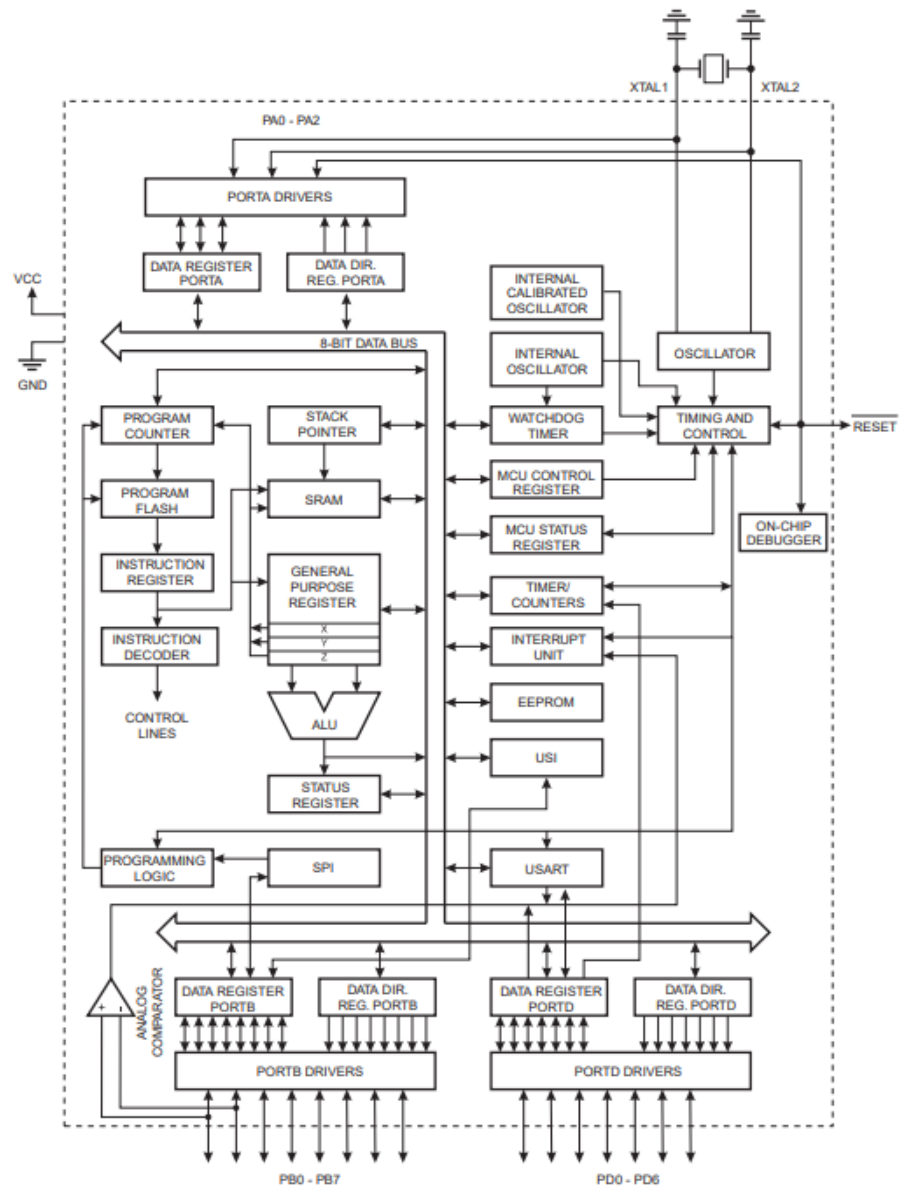 XTAL1
XTAL2
PA0 - PA2
PORTA DRIVERS
DATA REGISTER
PORTA
DATA DIR.
REG. PORTA
VCC
GND
8-BIT DATA BUS
INTERNAL
CALIBRATED
OSCILLATOR
INTERNAL
OSCILLATOR
OSCILLATOR
PROGRAM
COUNTER
STACK
POINTER
WATCHDOG
TIMER
TIMING AND
CONTROL
RESET
PROGRAM
FLASH
SRAM
MCU CONTROL
REGISTER
MCU STATUS
REGISTER
ON-CHIP
DEBUGGER
INSTRUCTION
REGISTER
GENERAL
PURPOSE
REGISTER
X
Y
Z
INSTRUCTION
DECODER
TIMER/
COUNTERS
INTERRUPT
UNIT
CONTROL
LINES
ALU
EEPROM
USI
STATUS
REGISTER
PROGRAMMING
LOGIC
SPI
USART
ANALOG
COMPARATOR
+
-
DATA REGISTER
PORTB
DATA DIR.
REG. PORTB
DATA REGISTER
PORTD
DATA DIR.
REG. PORTD
PORTB DRIVERS
PORTD DRIVERS
PB0 - PB7
PD0 - PD6